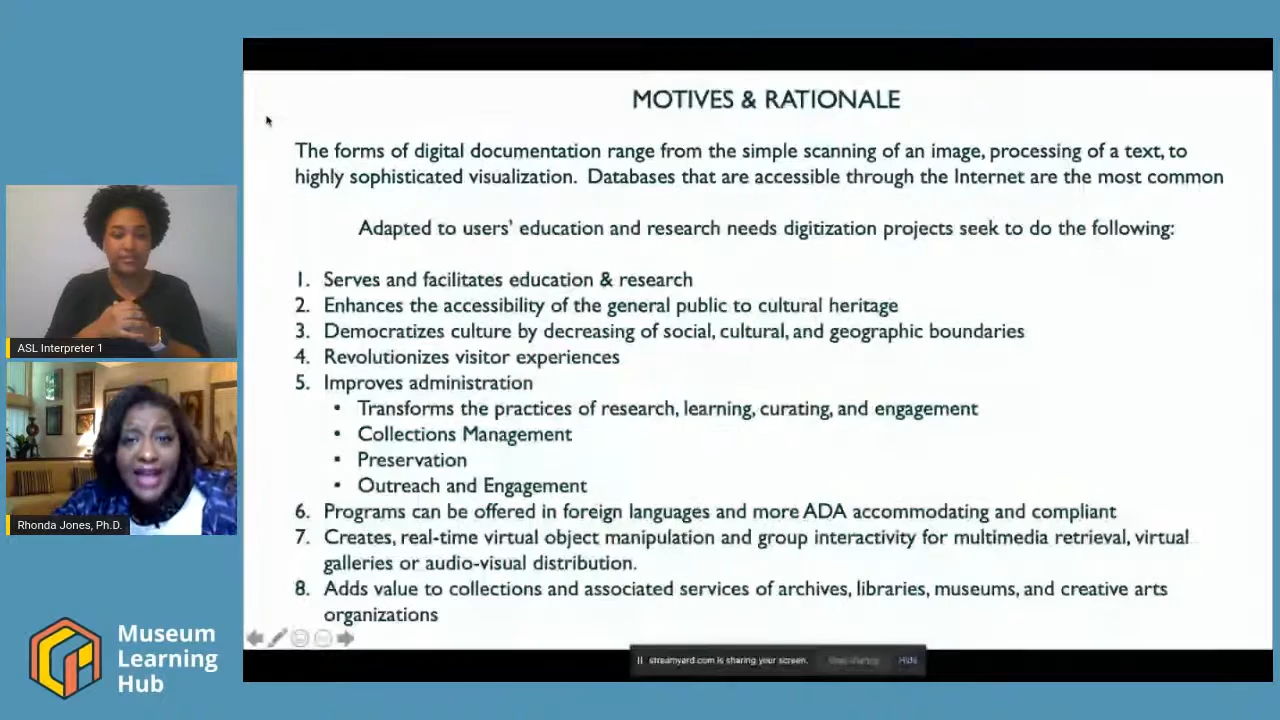 MOTIVES & RATIONALE
The forms of digital documentation range from the simple scanning of an image, processing of a text, to
highly sophisticated visualization. Databases that are accessible through the Internet are the most common
Adapted to users' education and research needs digitization projects seek to do the following:
1. Serves and facilitates education & research
2. Enhances the accessibility of the general public to cultural heritage
3. Democratizes culture by decreasing of social, cultural, and geographic boundaries
4. Revolutionizes visitor experiences
5. Improves administration
• Transforms the practices of research, learning, curating, and engagement
• Collections Management
• Preservation
• Outreach and Engagement
6. Programs can be offered in foreign languages and more ADA accommodating and compliant
7. Creates, real-time virtual object manipulation and group interactivity for multimedia retrieval, virtual
galleries or audio-visual distribution.
8. Adds value to collections and associated services of archives, libraries, museums, and creative arts
organizations
ASL Interpreter 1
Rhonda Jones, Ph.D.
Museum
Learning
Hub
streamyard.com is sharing your screen.